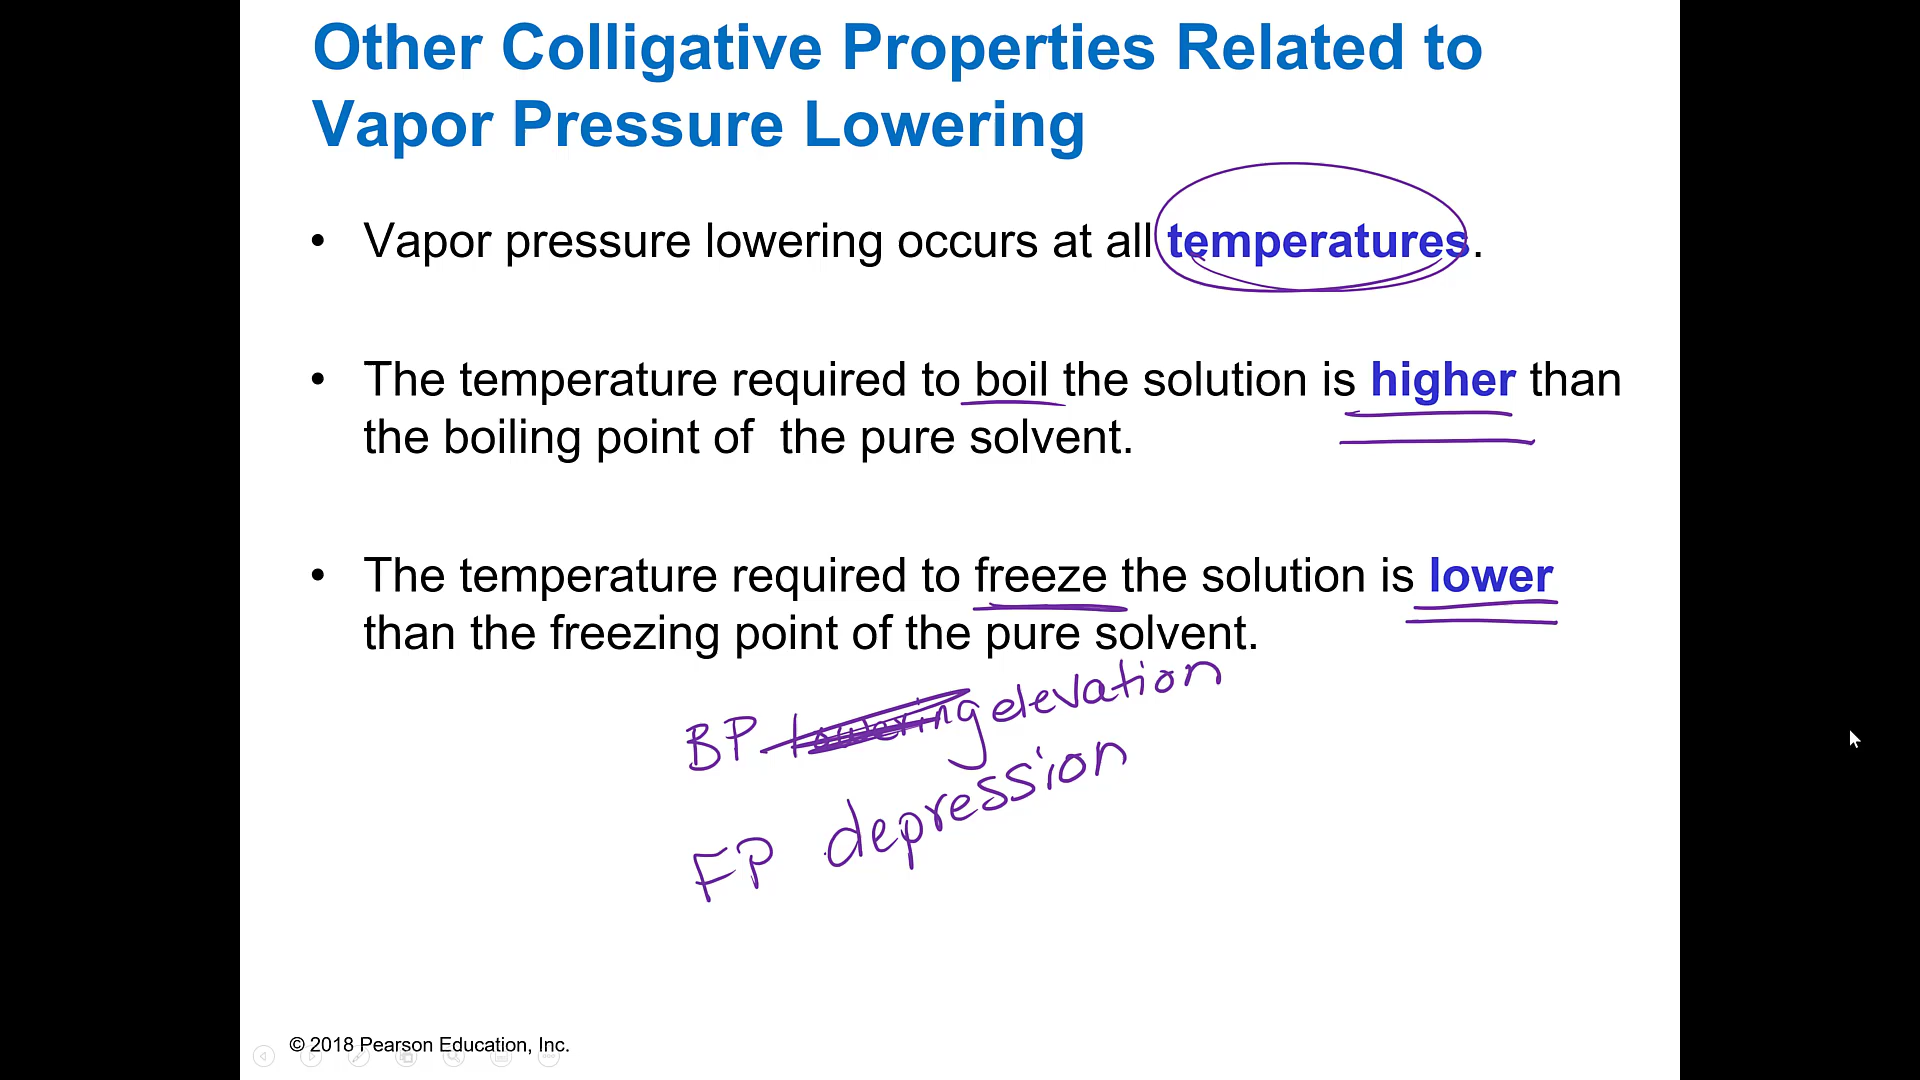 Other Colligative Properties Related to
Vapor Pressure Lowering
• Vapor pressure lowering occurs at all temperatures.
• The temperature required to boil the solution is higher than
the boiling point of the pure solvent.
• The temperature required to freeze the solution is lower
than the freezing point of the pure solvent.
BP lowering elevation
FP depression
© 2018 Pearson Education, Inc.